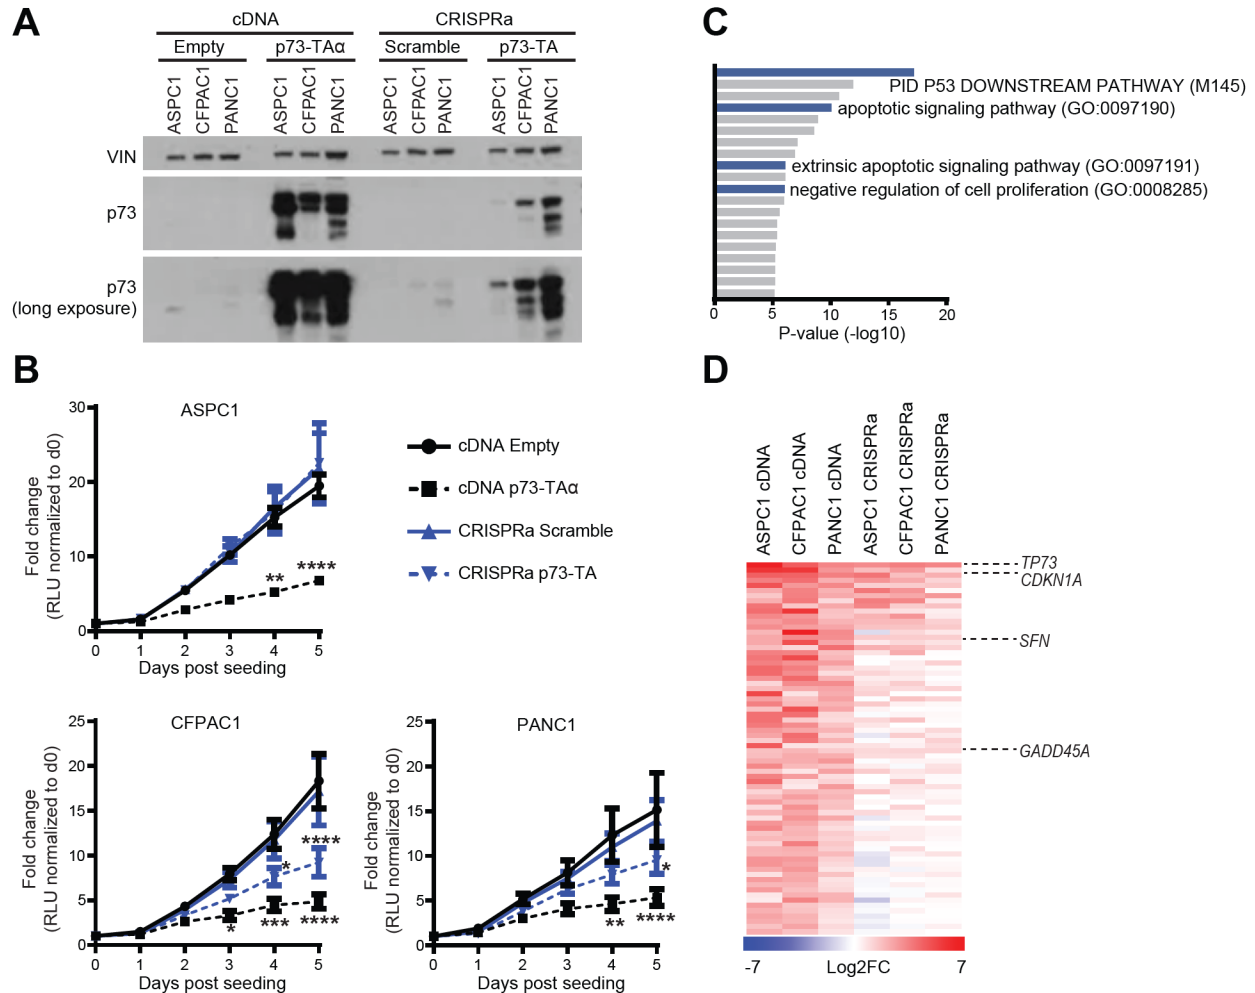 A
cDNA
CRISPRa
Empty
p73-TAα
Scramble
p73-TA
ASPC1
CFPAC1
PANC1
ASPC1
CFPAC1
PANC1
ASPC1
CFPAC1
PANC1
ASPC1
CFPAC1
PANC1
VIN
p73
p73
(long exposure)
C
PID P53 DOWNSTREAM PATHWAY (M145)
apoptotic signaling pathway (GO:0097190)
extrinsic apoptotic signaling pathway (GO:0097191)
negative regulation of cell proliferation (GO:0008285)
0 5 10 15 20
P-value (-log10)
B
ASPC1
30
20
10
0
Fold change
(RLU normalized to d0)
** ****
0 1 2 3 4 5
Days post seeding
cDNA Empty
cDNA p73-TAα
CRISPRa Scramble
CRISPRa p73-TA
CFPAC1
25
20
15
10
5
0
Fold change
(RLU normalized to d0)
****
*
* *** ****
0 1 2 3 4 5
Days post seeding
PANC1
25
20
15
10
5
0
Fold change
(RLU normalized to d0)
*
** ****
0 1 2 3 4 5
Days post seeding
D
ASPC1 cDNA
CFPAC1 cDNA
PANC1 cDNA
ASPC1 CRISPRa
CFPAC1 CRISPRa
PANC1 CRISPRa
TP73
CDKN1A
SFN
GADD45A
-7 Log2FC 7